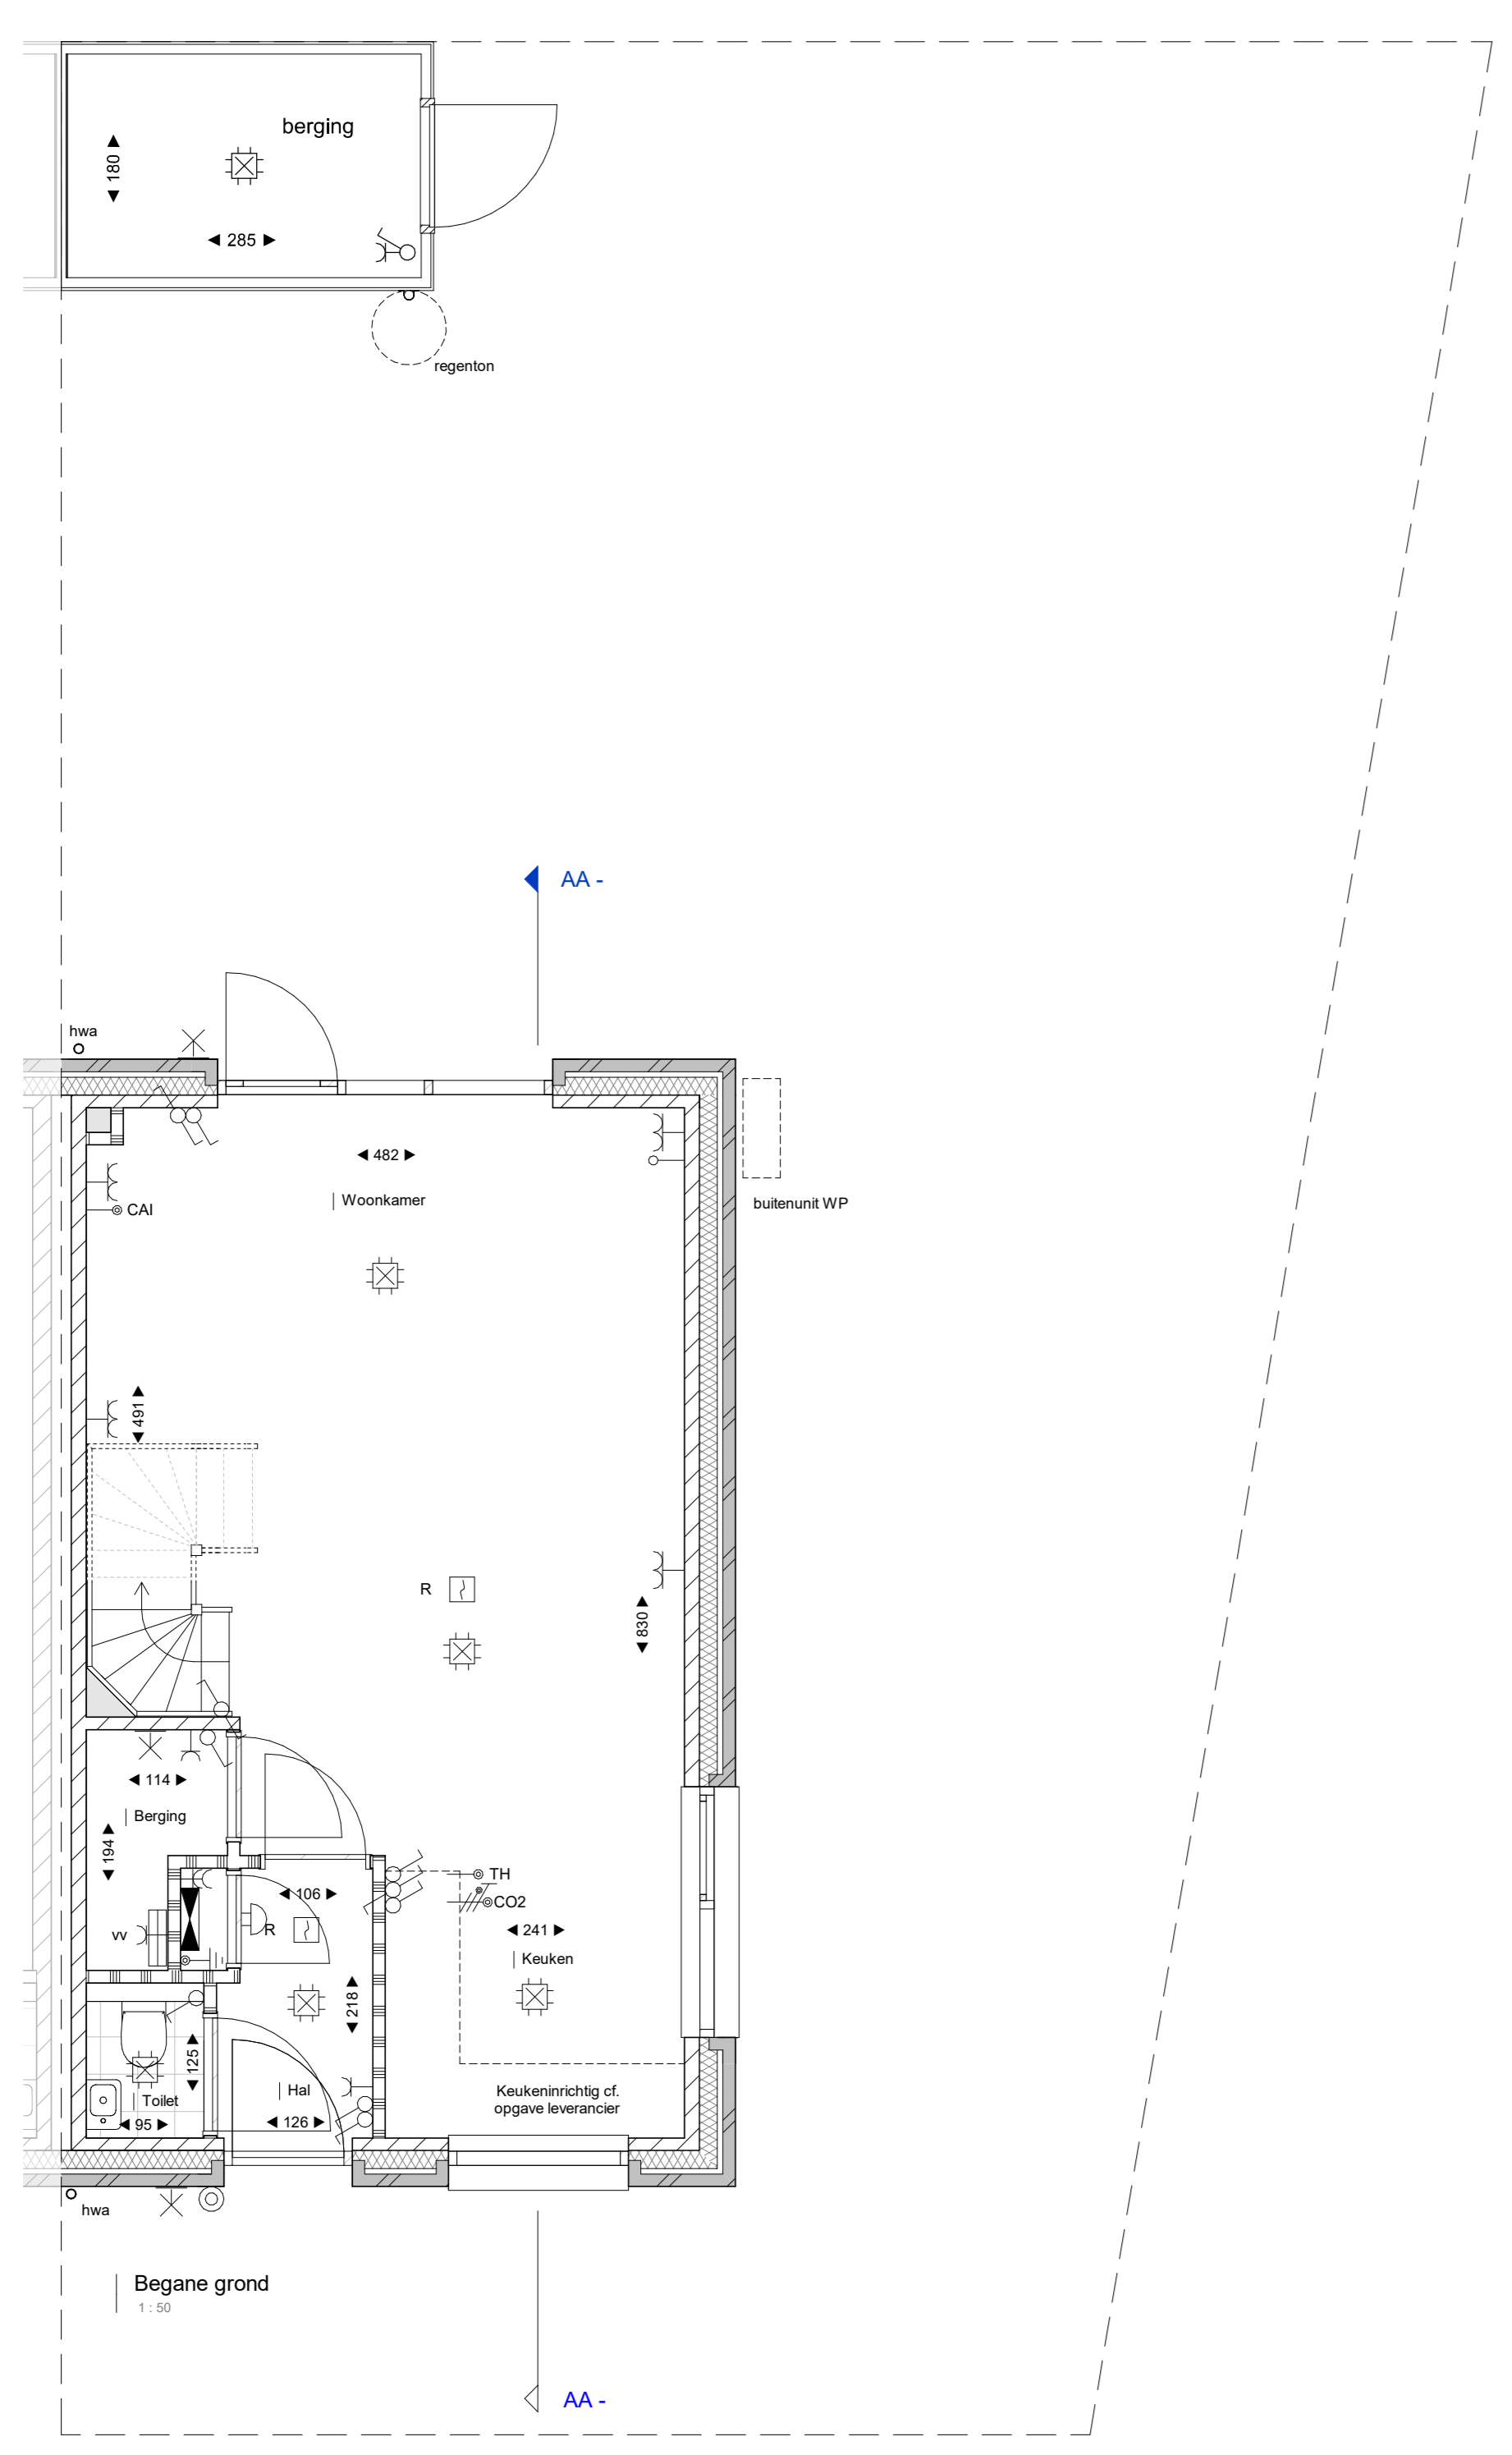 berging
180
285
regenton
AA -
hwa
482
Woonkamer
buitenunit WP
CAI
491
R
830
114
Berging
194
TH
106
CO2
R
241
vv
Keuken
218
125
Hal
Keukeninrichtig cf.
opgave leverancier
Toilet
126
95
hwa
Begane grond
1 : 50
AA -